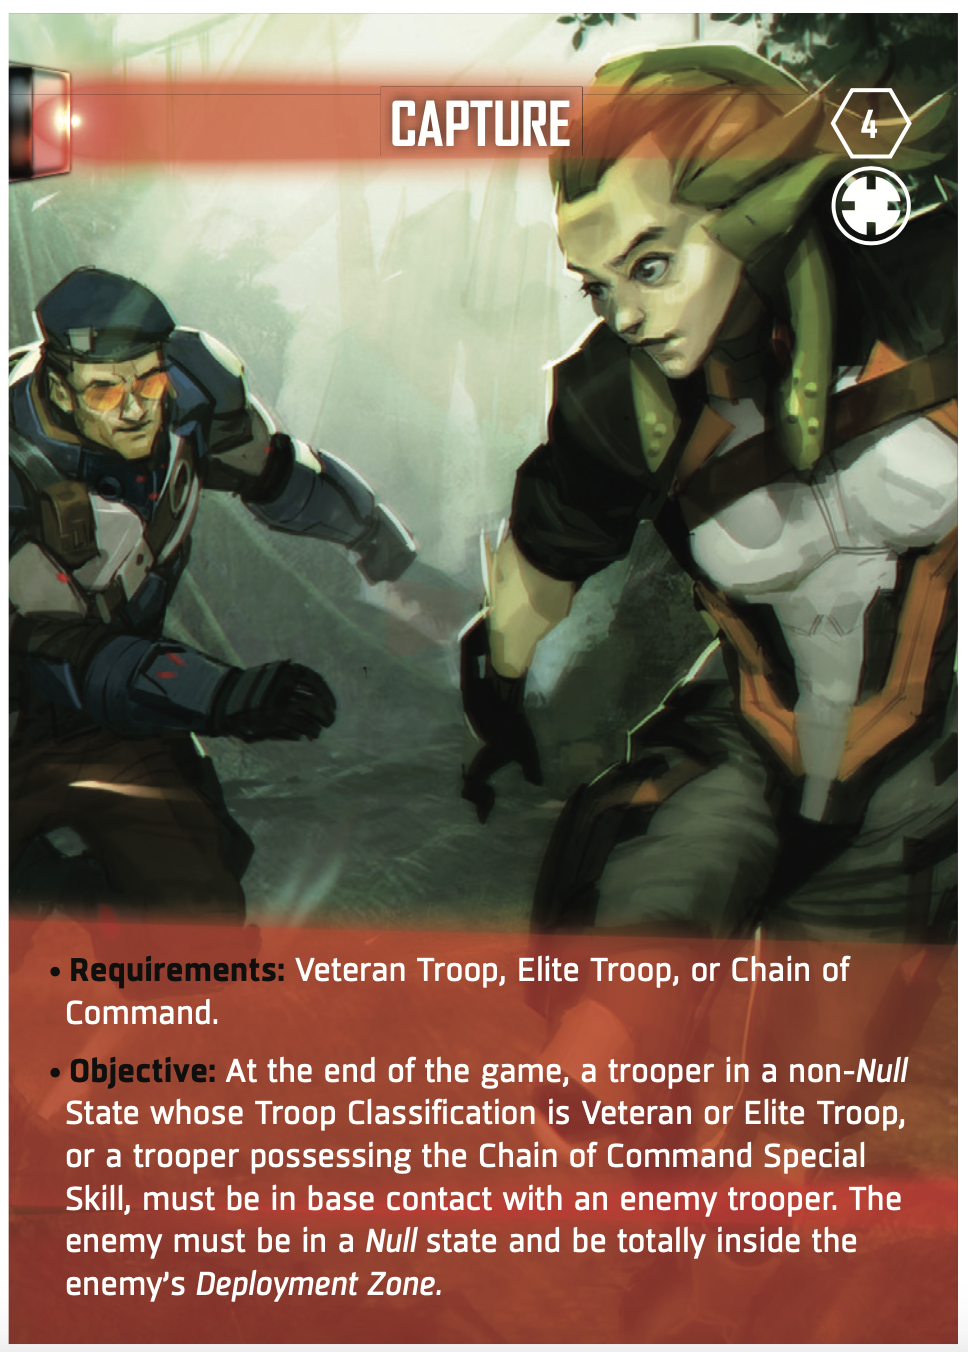 CAPTURE
4
• Requirements: Veteran Troop, Elite Troop, or Chain of
Command.
• Objective: At the end of the game, a trooper in a non-Null
State whose Troop Classification is Veteran or Elite Troop,
or a trooper possessing the Chain of Command Special
Skill, must be in base contact with an enemy trooper. The
enemy must be in a Null state and be totally inside the
enemy's Deployment Zone.